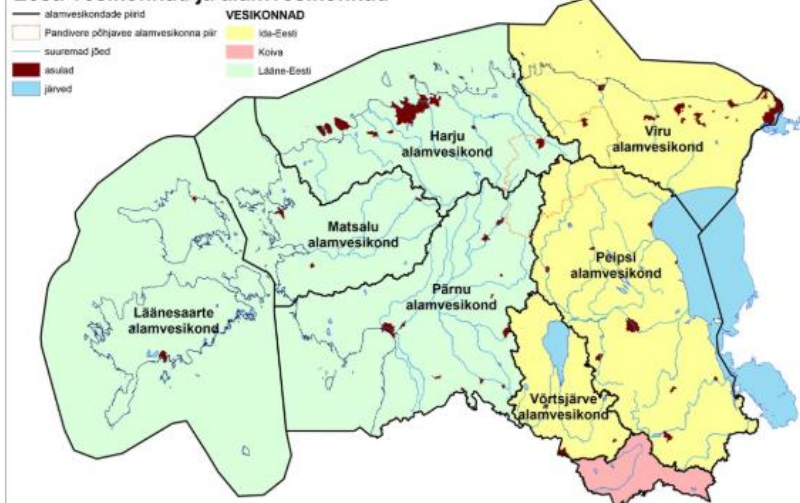 alamvesikondade piirid
Pandivere põhjavee alamvesikonna piir
suuremad jõed
asulad
järved
VESIKONNAD
Ida-Eesti
Koiva
Lääne-Eesti
Harju
alamvesikond
Viru
alamvesikond
Matsalu
alamvesikond
Peipsi
alamvesikond
Pärnu
alamvesikond
Läänesaarte
alamvesikond
Võrtsjärve
alamvesikond